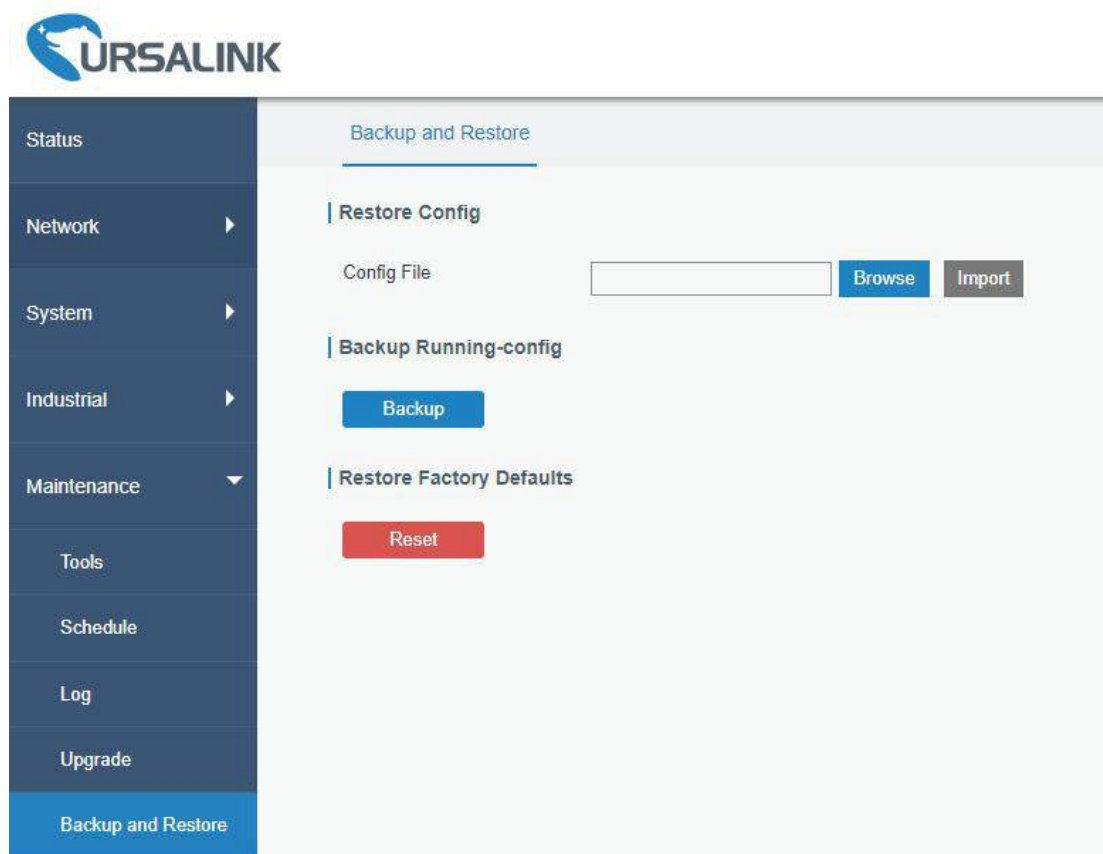 URSALINK
Status
Backup and Restore
Network
Restore Config
Config File
Browse
Import
System
Backup Running-config
Industrial
Backup
Maintenance
Restore Factory Defaults
Reset
Tools
Schedule
Log
Upgrade
Backup and Restore